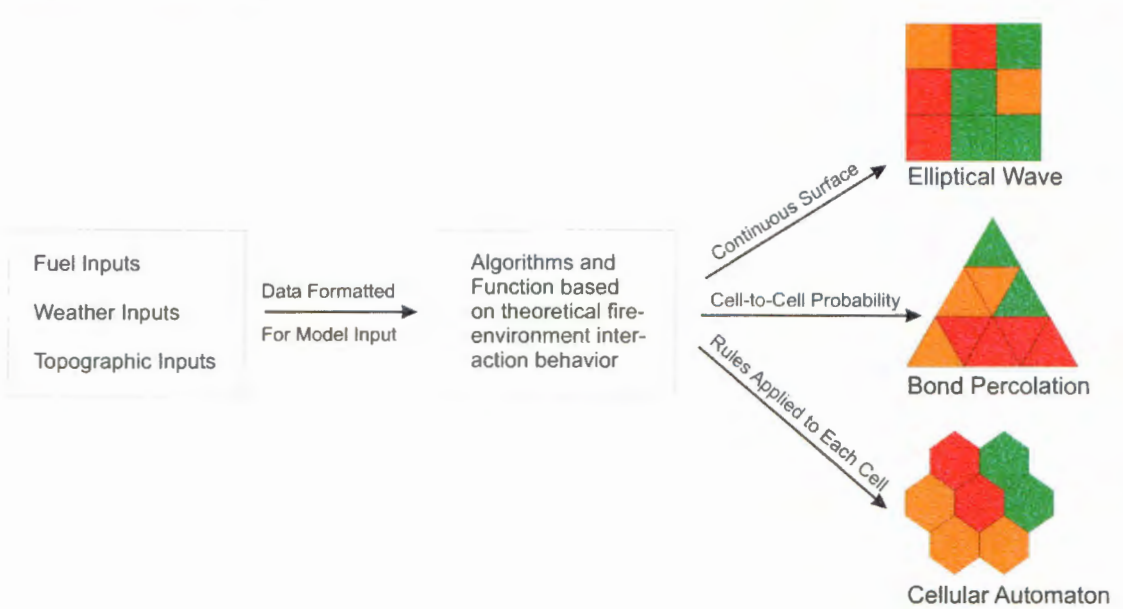 Fuel Inputs
Weather Inputs
Topographic Inputs
Data Formatted
For Model Input
Algorithms and
Function based
on theoretical fire-
environment inter-
action behavior
Continuous Surface
Elliptical Wave
Cell-to-Cell Probability
Bond Percolation
Rules Applied to Each Cell
Cellular Automaton